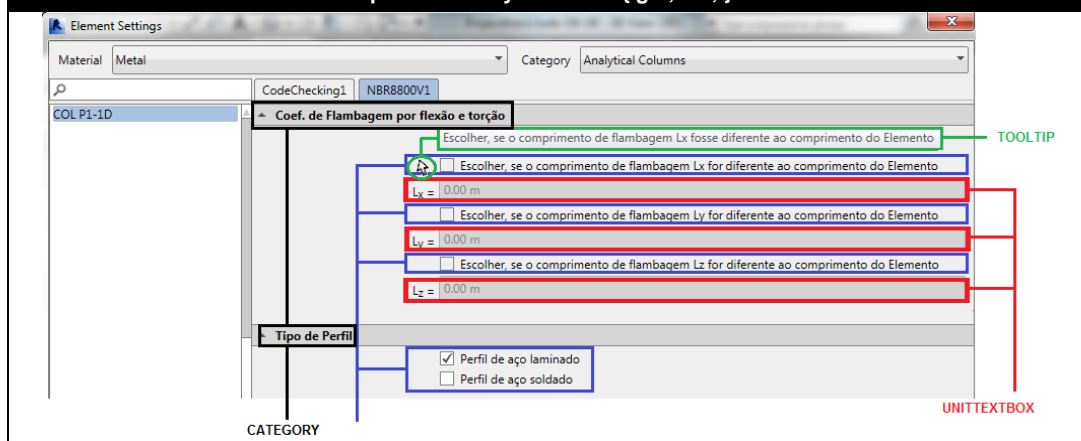 Element Settings
Material Metal Category Analytical Columns
CodeChecking1 NBR8800V1
COL P1-1D
Coef. de Flambagem por flexão e torção
Escolher, se o comprimento de flambagem Lx fosse diferente ao comprimento do Elemento
TOOLTIP
Escolher, se o comprimento de flambagem Lx for diferente ao comprimento do Elemento
Lx = 0.00 m
Escolher, se o comprimento de flambagem Ly for diferente ao comprimento do Elemento
Ly = 0.00 m
Escolher, se o comprimento de flambagem Lz for diferente ao comprimento do Elemento
Lz = 0.00 m
Tipo de Perfil
Perfil de aço laminado
Perfil de aço soldado
UNITTEXTBOX
CATEGORY